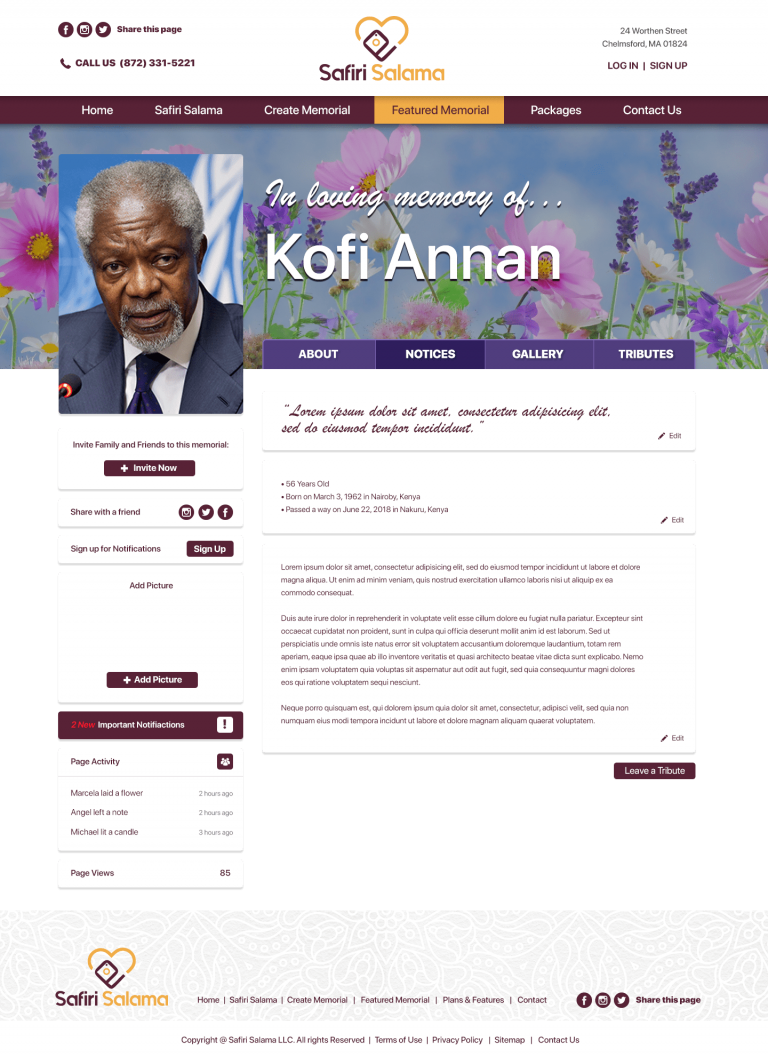 Share this page
CALL US (872) 331-5221
Safiri Salama
24 Worthen Street
Chelmsford, MA 01824
LOG IN | SIGN UP
Home Safiri Salama Create Memorial Featured Memorial Packages Contact Us
In loving memory of...
Kofi Annan
ABOUT NOTICES GALLERY TRIBUTES
Invite Family and Friends to this memorial:
Invite Now
Share with a friend
Sign up for Notifications Sign Up
Add Picture
Add Picture
2 New Important Notifiactions
Page Activity
Marcela laid a flower 2 hours ago
Angel left a note 2 hours ago
Michael lit a candle 3 hours ago
Page Views 85
"Lorem ipsum dolor sit amet, consectetur adipisicing elit,
sed do eiusmod tempor incididunt."
Edit
• 56 Years Old
• Born on March 3, 1962 in Nairoby, Kenya
• Passed a way on June 22, 2018 in Nakuru, Kenya
Edit
Lorem ipsum dolor sit amet, consectetur adipisicing elit, sed do eiusmod tempor incididunt ut labore et dolore
magna aliqua. Ut enim ad minim veniam, quis nostrud exercitation ullamco laboris nisi ut aliquip ex ea
commodo consequat.
Duis aute irure dolor in reprehenderit in voluptate velit esse cillum dolore eu fugiat nulla pariatur. Excepteur sint
occaecat cupidatat non proident, sunt in culpa qui officia deserunt mollit anim id est laborum. Sed ut
perspiciatis unde omnis iste natus error sit voluptatem accusantium doloremque laudantium, totam rem
aperiam, eaque ipsa quae ab illo inventore veritatis et quasi architecto beatae vitae dicta sunt explicabo. Nemo
enim ipsam voluptatem quia voluptas sit aspernatur aut odit aut fugit, sed quia consequuntur magni dolores
eos qui ratione voluptatem sequi nesciunt.
Neque porro quisquam est, qui dolorem ipsum quia dolor sit amet, consectetur, adipisci velit, sed quia non
numquam eius modi tempora incidunt ut labore et dolore magnam aliquam quaerat voluptatem.
Edit
Leave a Tribute
Safiri Salama
Home | Safiri Salama | Create Memorial | Featured Memorial | Plans & Features | Contact
Share this page
Copyright @ Safiri Salama LLC. All rights Reserved | Terms of Use | Privacy Policy | Sitemap | Contact Us